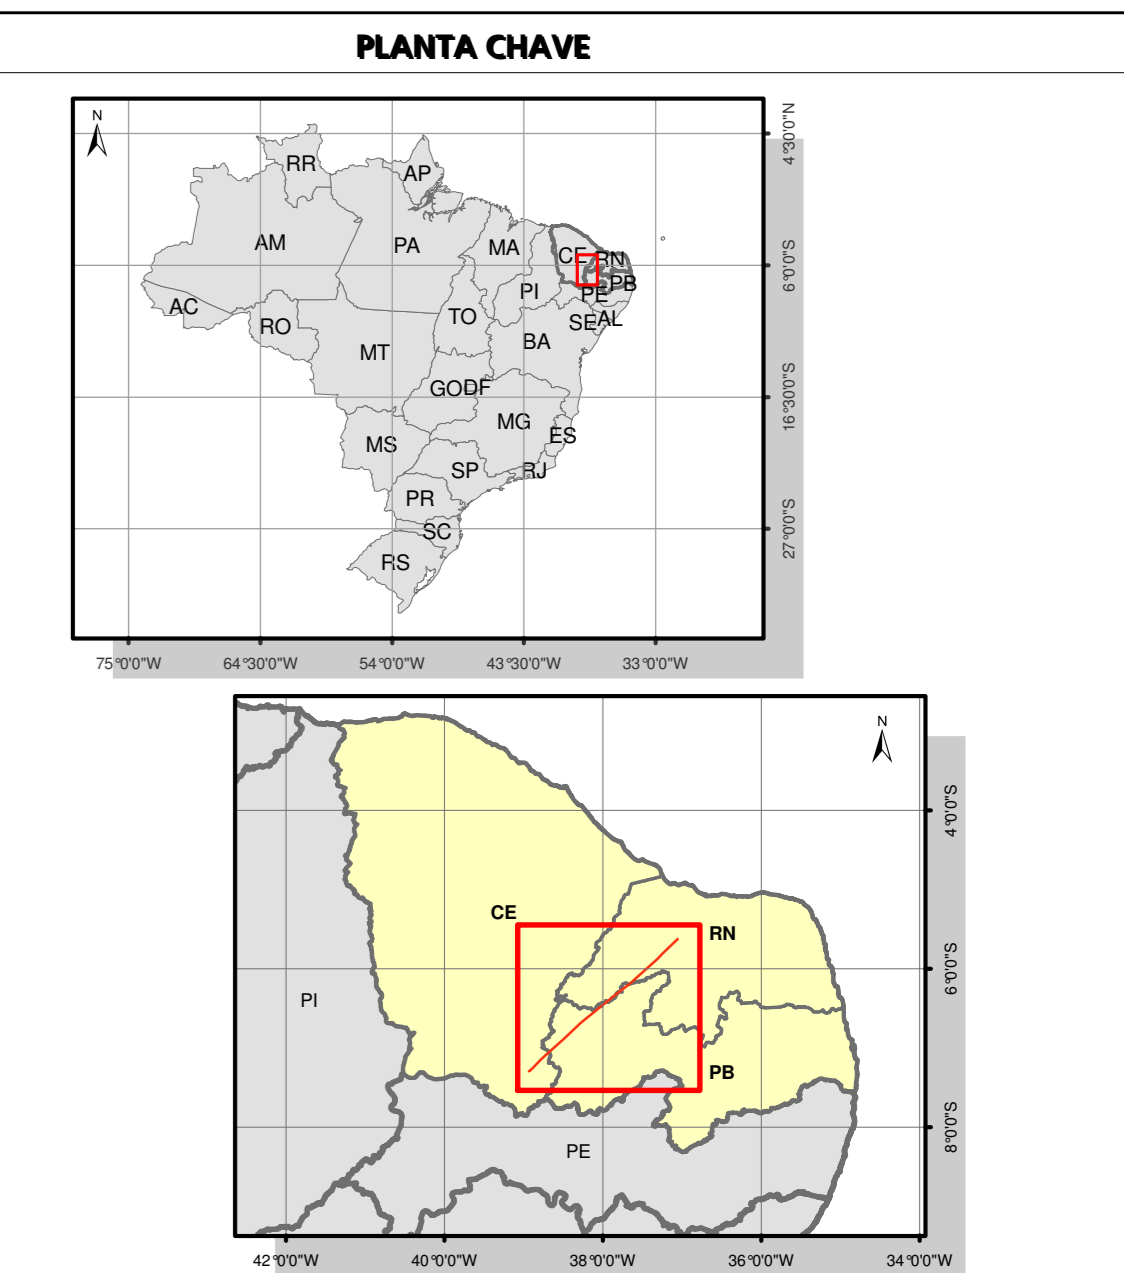 PLANTA CHAVE
N
4°30'0"N
RR
AP
AM
PA
MA
CE
RN
6°0'0"S
PI
PB
PE
AC
RO
TO
SE
AL
MT
BA
GO
DF
16°30'0"S
MG
ES
MS
SP
RJ
PR
SC
27°0'0"S
RS
75°0'0"W
64°30'0"W
54°0'0"W
43°30'0"W
33°0'0"W
N
4°0'0"S
CE
RN
6°0'0"S
PI
PB
8°0'0"S
PE
42°0'0"W
40°0'0"W
38°0'0"W
36°0'0"W
34°0'0"W